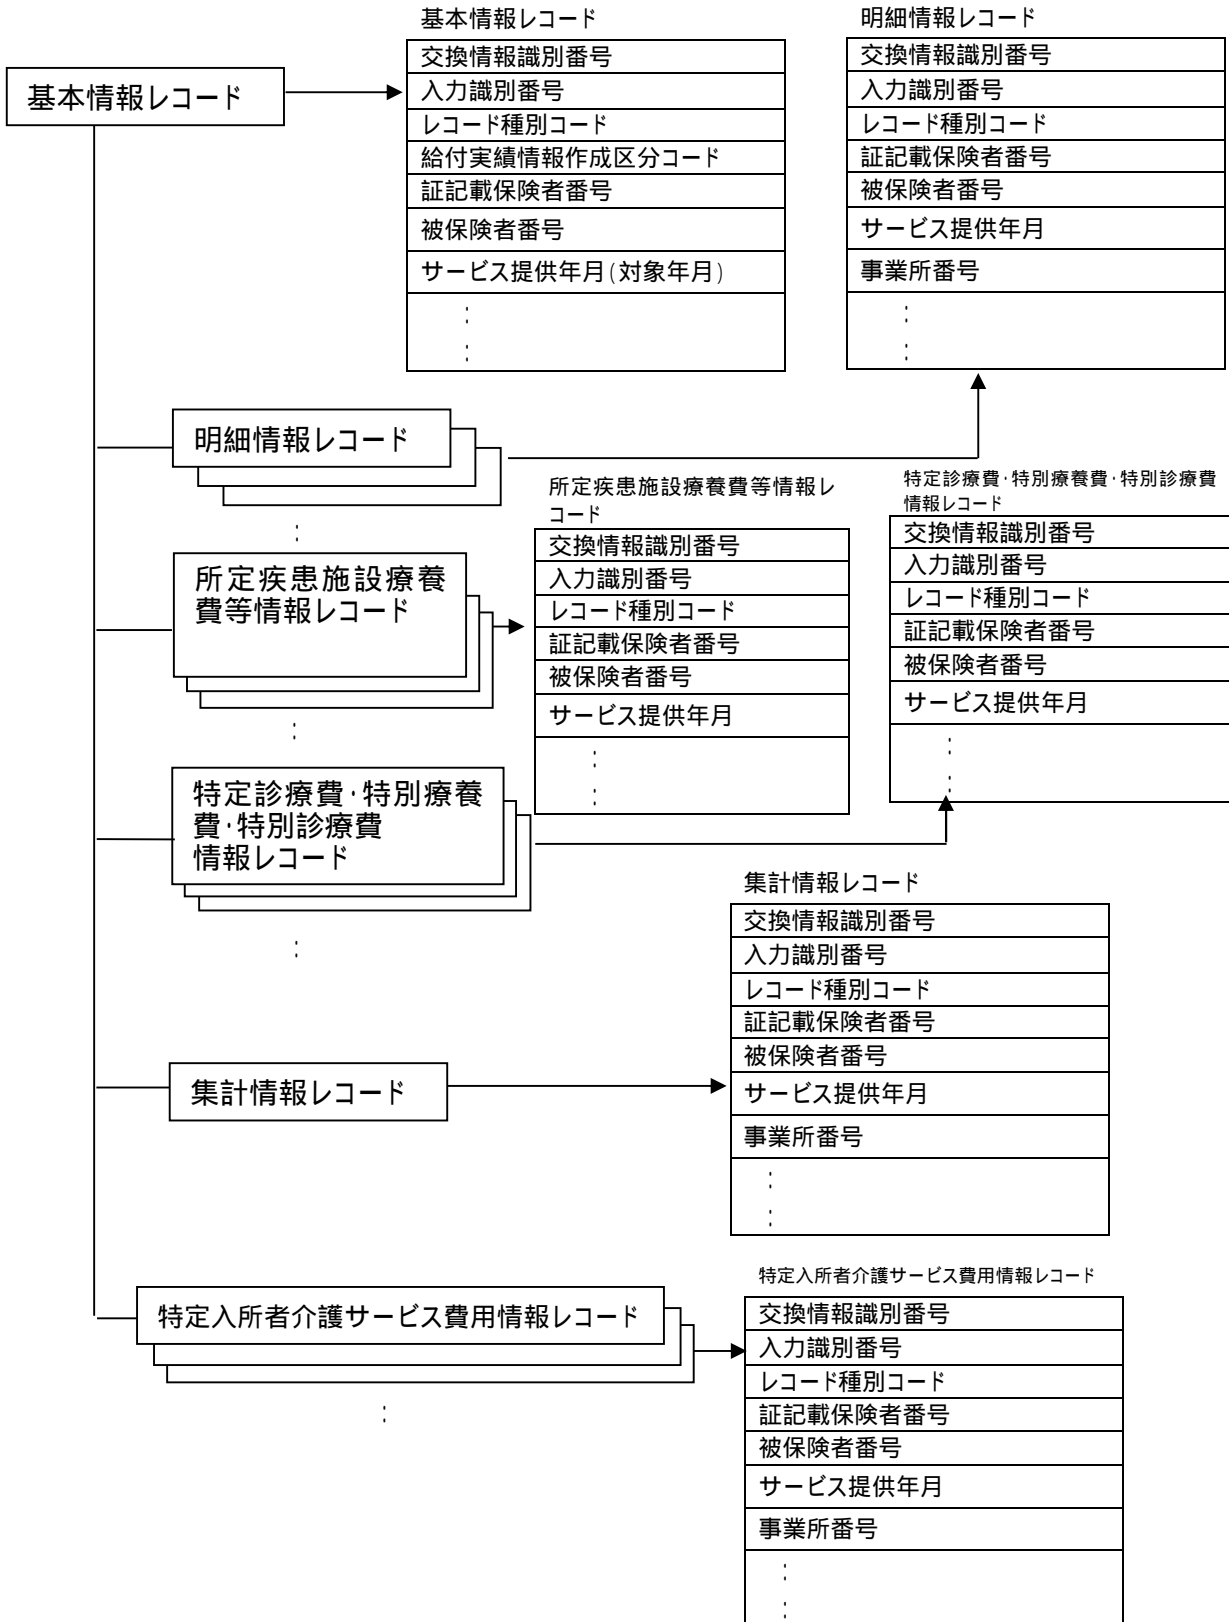 基本情報レコード
基本情報レコード
交換情報識別番号
入力識別番号
レコード種別コード
給付実績情報作成区分コード
証記載保険者番号
被保険者番号
サービス提供年月(対象年月)
:
:
明細情報レコード
交換情報識別番号
入力識別番号
レコード種別コード
証記載保険者番号
被保険者番号
サービス提供年月
事業所番号
:
:
明細情報レコード
:
所定疾患施設療養
費等情報レコード
:
所定疾患施設療養費等情報レ
コード
交換情報識別番号
入力識別番号
レコード種別コード
証記載保険者番号
被保険者番号
サービス提供年月
:
:
特定診療費・特別療養費・特別診療費
情報レコード
交換情報識別番号
入力識別番号
レコード種別コード
証記載保険者番号
被保険者番号
サービス提供年月
:
:
特定診療費・特別療養
費・特別診療費
情報レコード
:
集計情報レコード
集計情報レコード
交換情報識別番号
入力識別番号
レコード種別コード
証記載保険者番号
被保険者番号
サービス提供年月
事業所番号
:
:
特定入所者介護サービス費用情報レコード
:
特定入所者介護サービス費用情報レコード
交換情報識別番号
入力識別番号
レコード種別コード
証記載保険者番号
被保険者番号
サービス提供年月
事業所番号
:
: